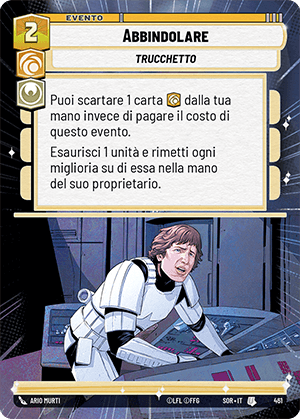 2
EVENTO
ABBINDOLARE
TRUCCHETTO
Puoi scartare 1 carta dalla tua
mano invece di pagare il costo di
questo evento.
Esaurisci 1 unità e rimetti ogni
miglioria su di essa nella mano
del suo proprietario.
ARIO MURTI
©LFL ©FFG
SOR • IT
461